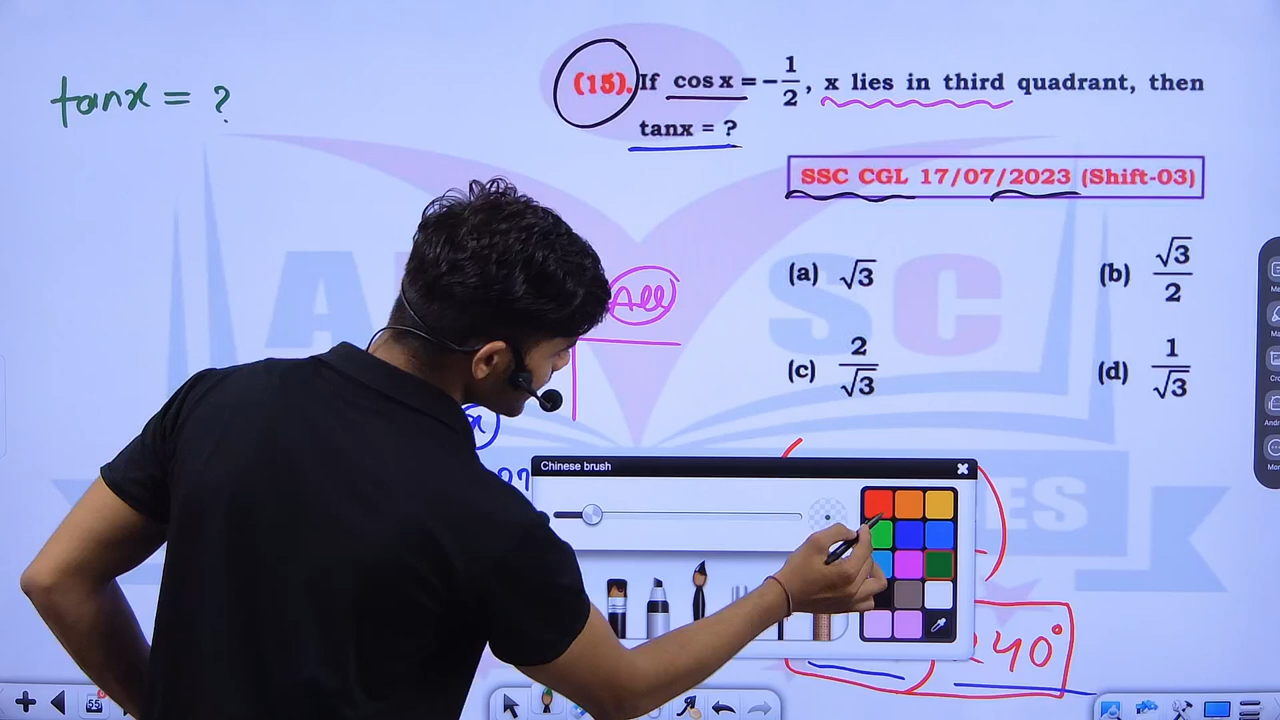 tanx = ?
(15). If cos x = -1/2, x lies in third quadrant, then
tanx = ?
SSC CGL 17/07/2023 (Shift-03)
(a) √3
(b) √3/2
(c) 2/√3
(d) 1/√3
All
x
Chinese brush
40°
55